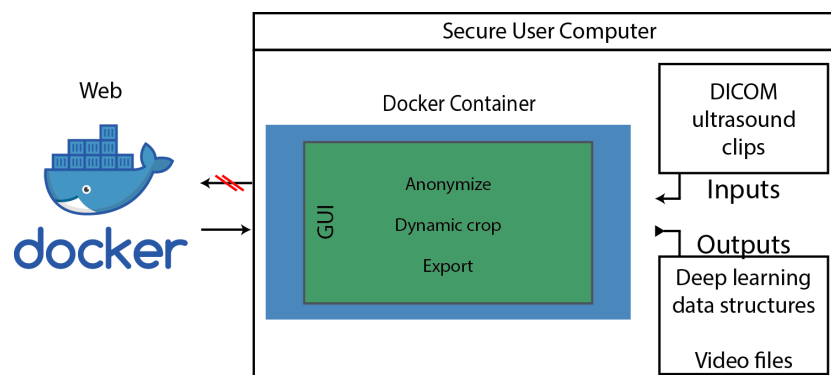 Secure User Computer
Web
docker
Docker Container
GUI
Anonymize
Dynamic crop
Export
DICOM
ultrasound
clips
Inputs
Outputs
Deep learning
data structures
Video files